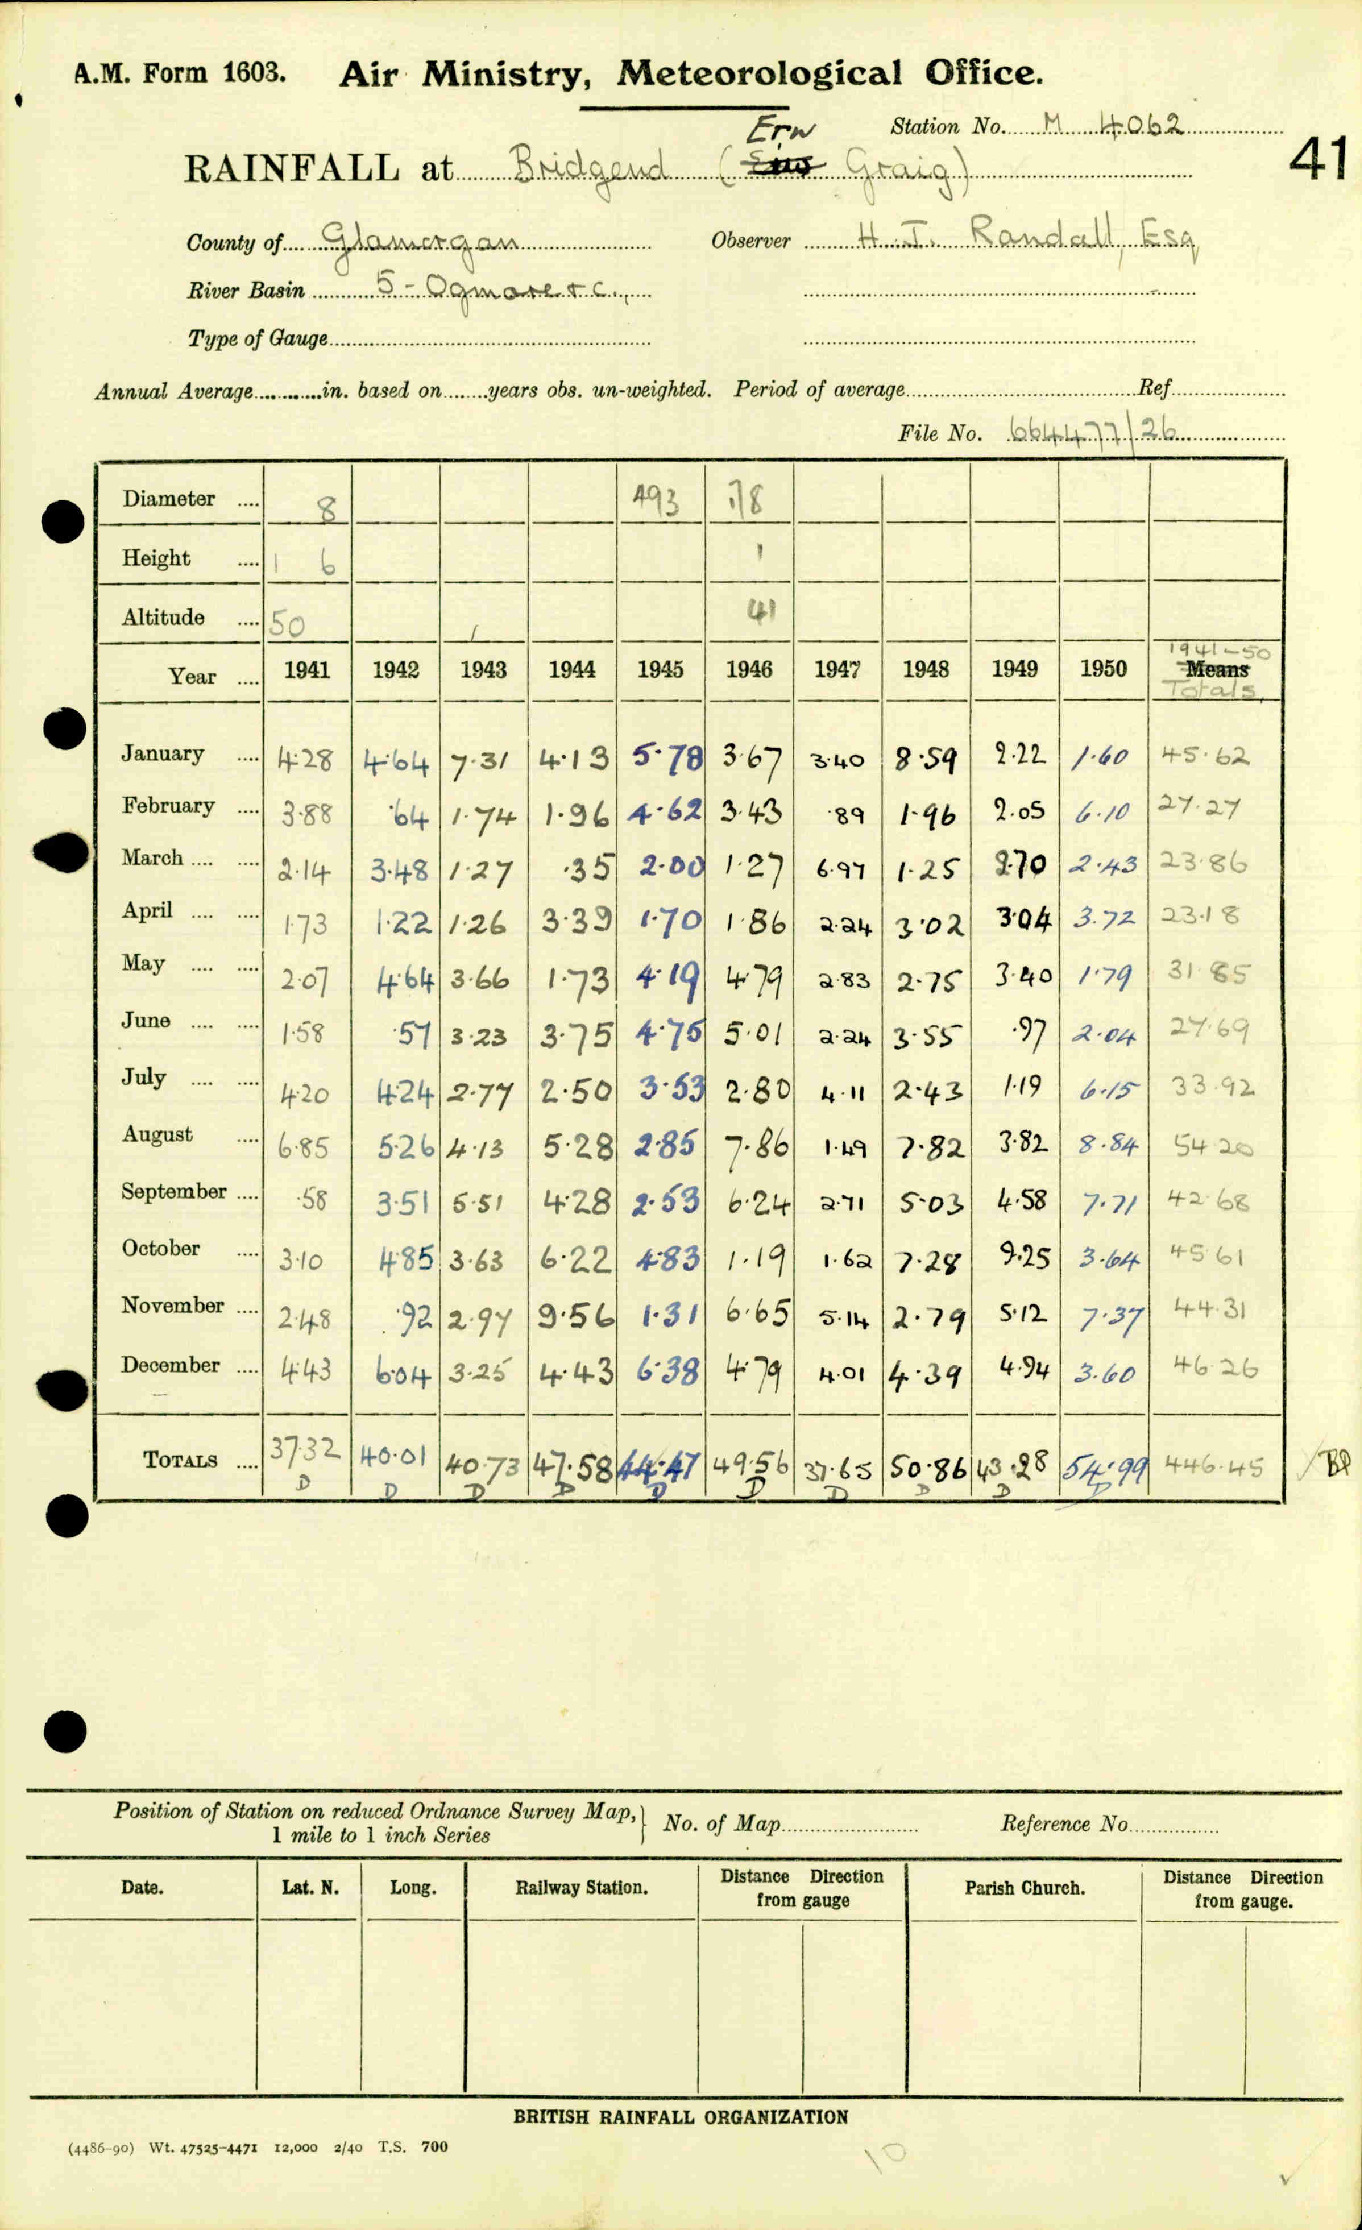 A.M. Form 1603. Air Ministry, Meteorological Office.
Station No. M 4062
41
Erw
RAINFALL at Bridgend ( Graig)
County of Glamorgan Observer H. J. Randall, Esq
River Basin 5 - Ogmore & c.,
Type of Gauge
Annual Average in. based on years obs. un-weighted. Period of average Ref
File No. 664477/26
Diameter 8 493 1/8
Height 1 6 1
Altitude 50 41
1941-50
Year 1941 1942 1943 1944 1945 1946 1947 1948 1949 1950 Means
Totals,
January 4·28 4·64 7·31 4·13 5·78 3·67 3·40 8·59 2·22 1·60 45·62
February 3·88 ·64 1·74 1·96 4·62 3·43 ·89 1·96 2·05 6·10 27·27
March 2·14 3·48 1·27 ·35 2·00 1·27 6·97 1·25 2·70 2·43 23·86
April 1·73 1·22 1·26 3·39 1·70 1·86 2·24 3·02 3·04 3·72 23·18
May 2·07 4·64 3·66 1·73 4·19 4·79 2·83 2·75 3·40 1·79 31·85
June 1·58 ·57 3·23 3·75 4·75 5·01 2·24 3·55 ·97 2·04 27·69
July 4·20 4·24 2·77 2·50 3·53 2·80 4·11 2·43 1·19 6·15 33·92
August 6·85 5·26 4·13 5·28 2·85 7·86 1·49 7·82 3·82 8·84 54·20
September ·58 3·51 5·51 4·28 2·53 6·24 2·71 5·03 4·58 7·71 42·68
October 3·10 4·85 3·63 6·22 4·83 1·19 1·62 7·28 9·25 3·64 45·61
November 2·48 ·92 2·97 9·56 1·31 6·65 5·14 2·79 5·12 7·37 44·31
December 4·43 6·04 3·25 4·43 6·38 4·79 4·01 4·39 4·94 3·60 46·26
TOTALS 37·32 40·01 40·73 47·58 44·47 49·56 37·65 50·86 43·28 54·99 446·45
D D D D D D D D D D
Position of Station on reduced Ordnance Survey Map, No. of Map Reference No
1 mile to 1 inch Series
Date. Lat. N. Long. Railway Station. Distance Direction from gauge Parish Church. Distance Direction from gauge.
BRITISH RAINFALL ORGANIZATION
(4486-90) Wt. 47525-4471 12,000 2/40 T.S. 700
10